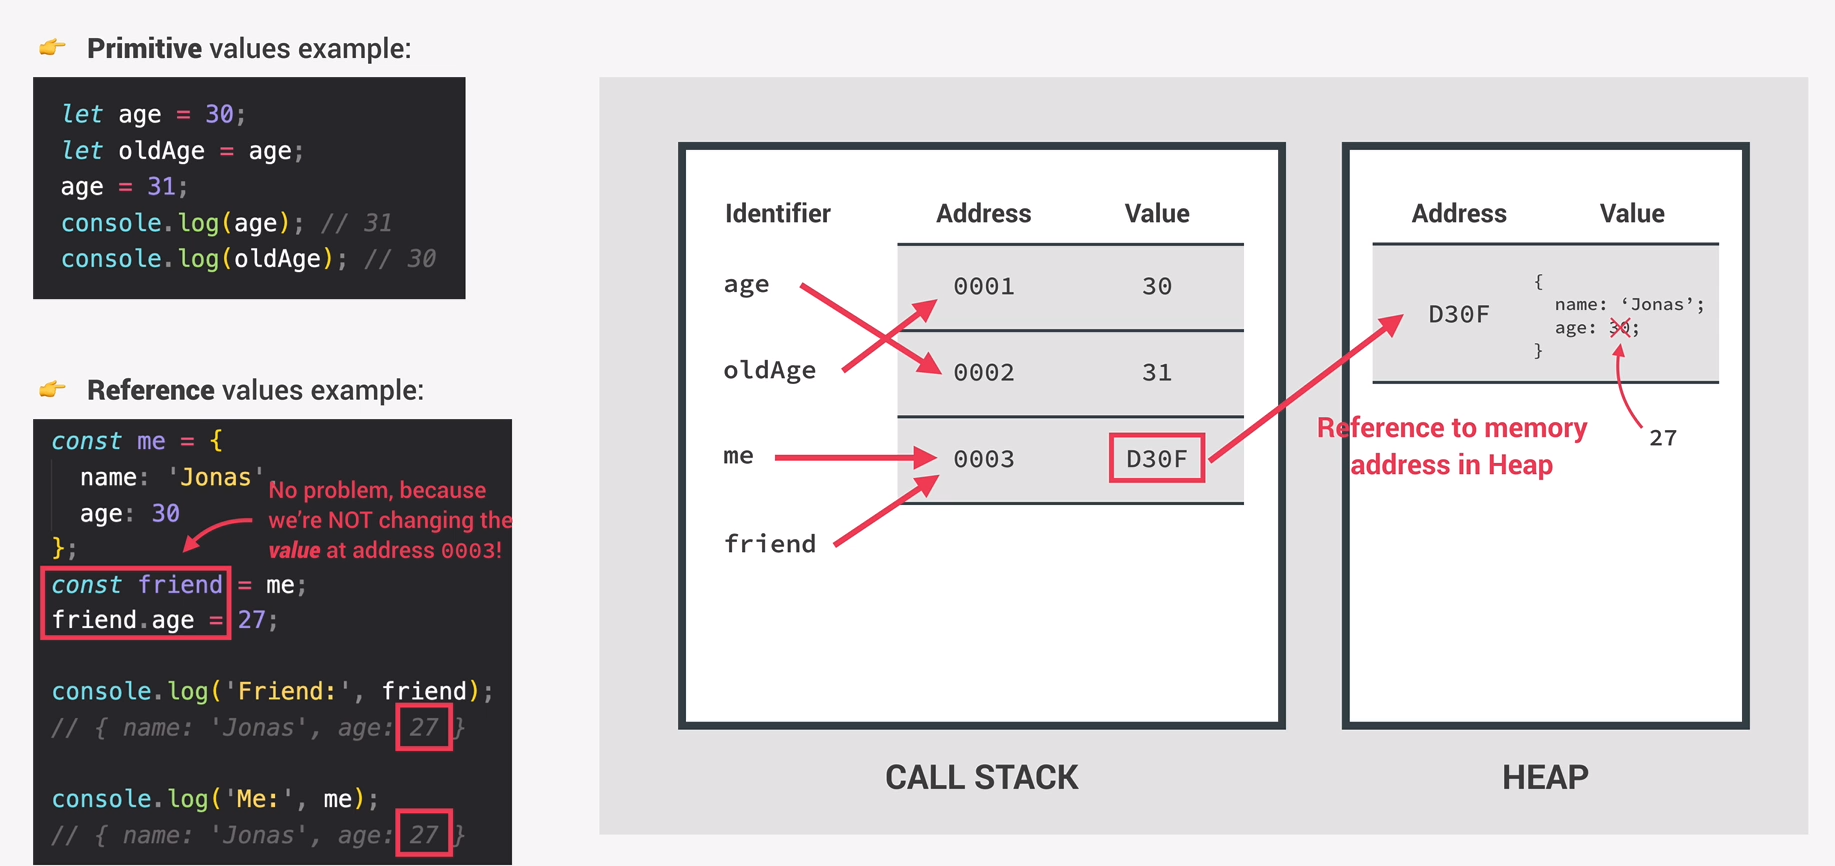 👉 Primitive values example:
let age = 30;
let oldAge = age;
age = 31;
console.log(age); // 31
console.log(oldAge); // 30
👉 Reference values example:
const me = {
name: 'Jonas',
age: 30
};
const friend = me;
friend.age = 27;
console.log('Friend:', friend);
// { name: 'Jonas', age: 27 }
console.log('Me:', me);
// { name: 'Jonas', age: 27 }
No problem, because
we're NOT changing the
value at address 0003!
Identifier Address Value
age 0001 30
oldAge 0002 31
me 0003 D30F
friend
CALL STACK
Reference to memory
address in Heap
Address Value
D30F
{
name: ‘Jonas’;
age: 30;
}
27
HEAP